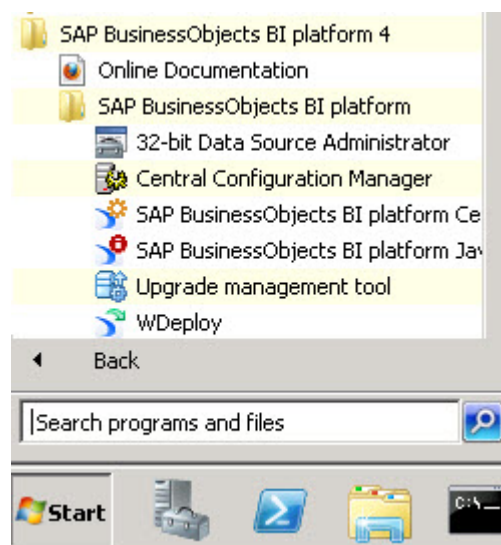 SAP BusinessObjects BI platform 4
Online Documentation
SAP BusinessObjects BI platform
32-bit Data Source Administrator
Central Configuration Manager
SAP BusinessObjects BI platform Ce
SAP BusinessObjects BI platform Jav
Upgrade management tool
WDeploy
Back
Search programs and files
Start
C:\